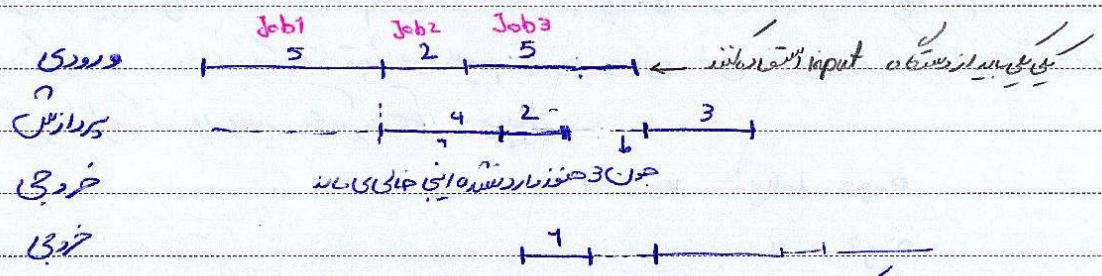 Job1 Job2 Job3
ورودی 5 2 5 ← یکی یکی باید از دستگاه input استفاده کنند
پردازش 4 2 3
خروجی چون 3 هنوز وارد نشده اینجا خالی می ماند
خروجی